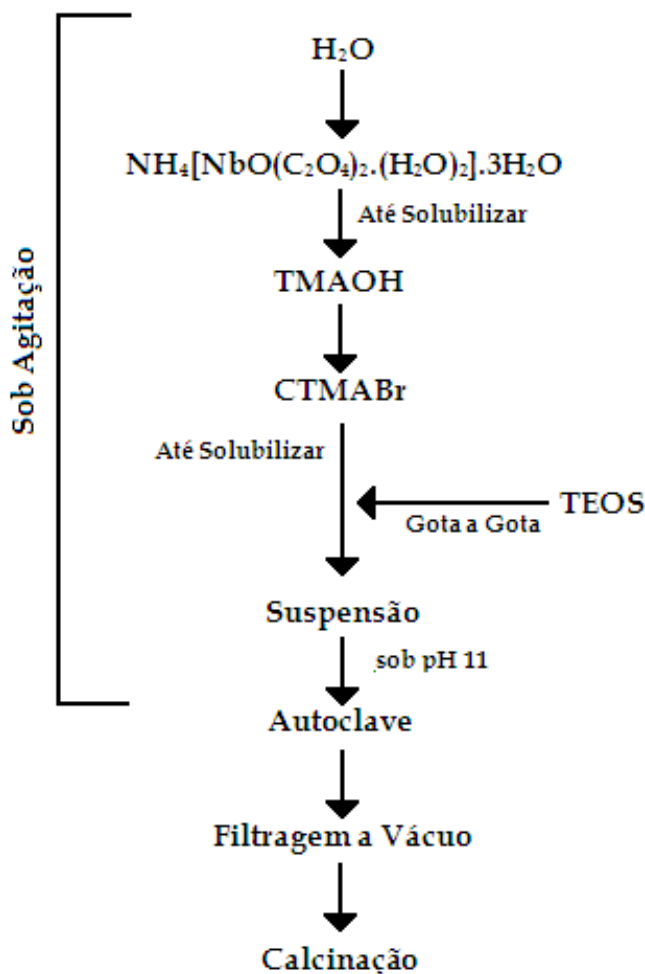 H₂O
NH₄[NbO(C₂O₄)₂.(H₂O)₂].3H₂O
Até Solubilizar
TMAOH
CTMABr
Até Solubilizar
TEOS
Gota a Gota
Suspensão
sob pH 11
Autoclave
Filtragem a Vácuo
Calcinação
Sob Agitação